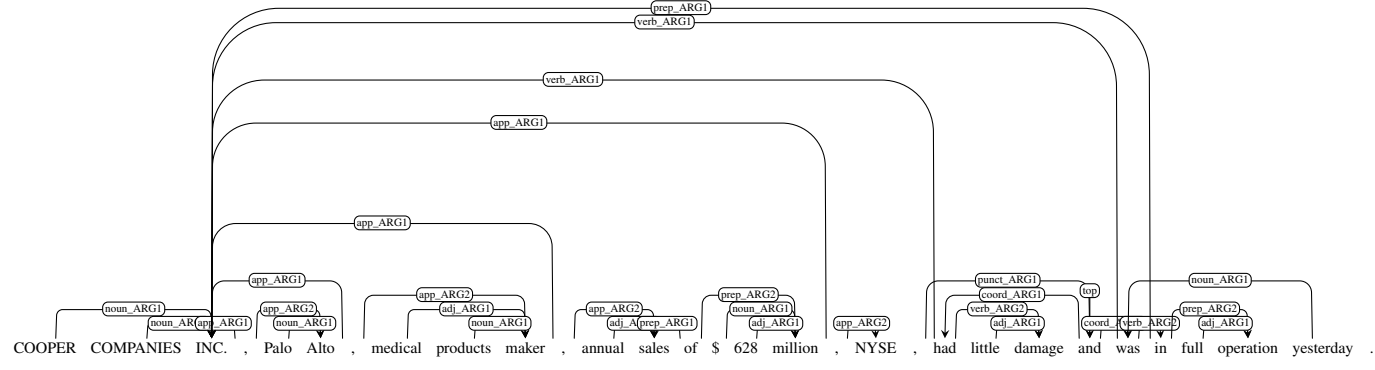 prep_ARG1
verb_ARG1
verb_ARG1
app_ARG1
app_ARG1
app_ARG1 punct_ARG1 noun_ARG1
top
app_ARG2 prep_ARG2 coord_ARG1
noun_ARG1 app_ARG2 adj_ARG1 app_ARG2 noun_ARG1 verb_ARG2 prep_ARG2
app_ARG1 noun_ARG1 noun_ARG1 prep_ARG1 adj_ARG1 app_ARG2 adj_ARG1 verb_ARG2 adj_ARG1
COOPER COMPANIES INC. , Palo Alto , medical products maker , annual sales of $ 628 million , NYSE , had little damage and was in full operation yesterday .